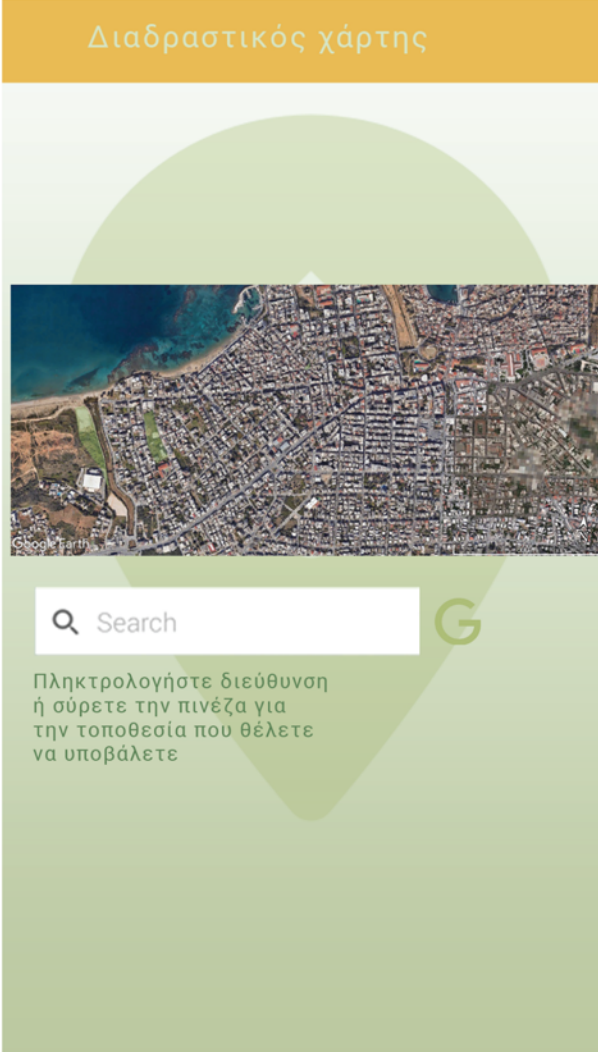 Διαδραστικός χάρτης
Google Earth
Search
G
Πληκτρολογήστε διεύθυνση
ή σύρετε την πινέζα για
την τοποθεσία που θέλετε
να υποβάλετε